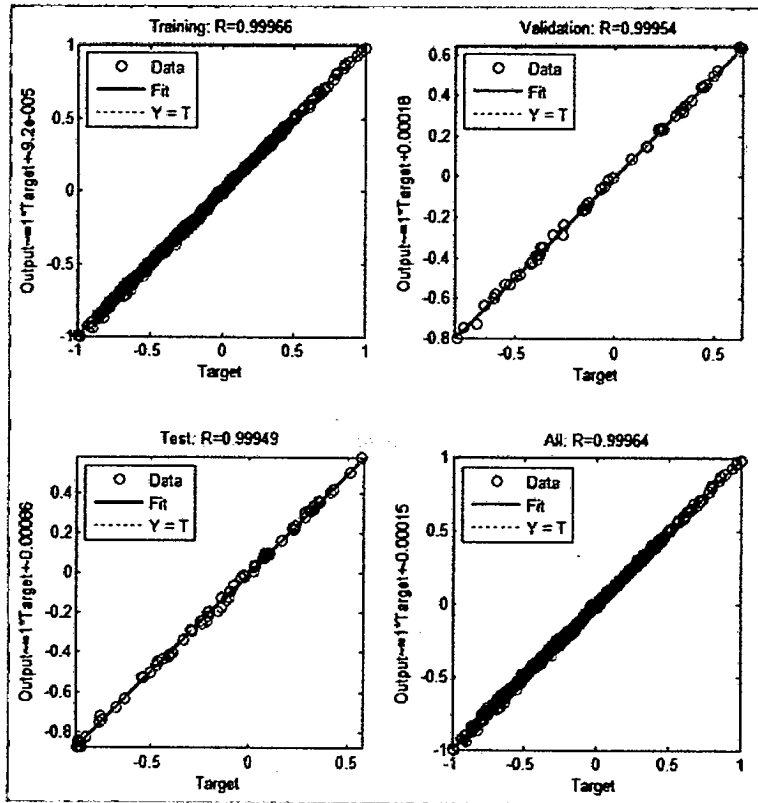 Training: R=0.99966
Output~=1*Target+-9.2e-005
1
0.5
0
-0.5
-1
-1
-0.5
0
0.5
1
Target
Data
Fit
Y = T
Validation: R=0.99954
Output~=1*Target+0.00018
0.6
0.4
0.2
0
-0.2
-0.4
-0.6
-0.8
-0.5
0
0.5
Target
Data
Fit
Y = T
Test: R=0.99949
Output~=1*Target+-0.00086
0.4
0.2
0
-0.2
-0.4
-0.6
-0.8
-0.5
0
0.5
Target
Data
Fit
Y = T
All: R=0.99964
Output~=1*Target+-0.00015
1
0.5
0
-0.5
-1
-1
-0.5
0
0.5
1
Target
Data
Fit
Y = T